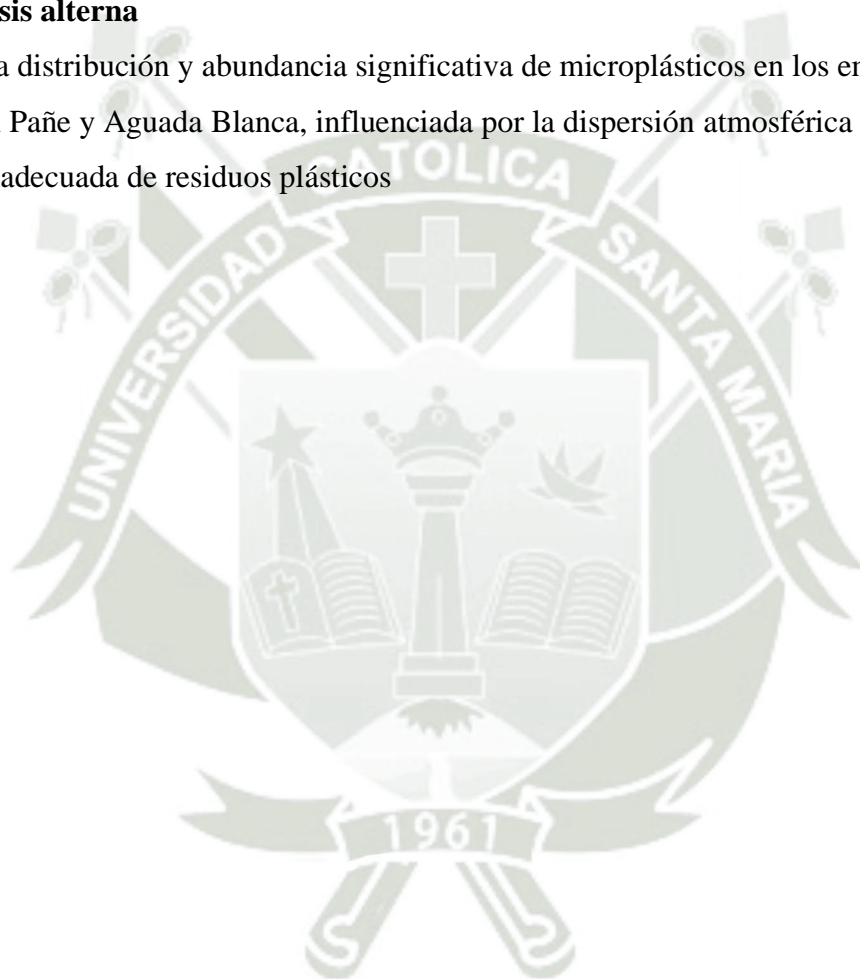 sis alterna
a distribución y abundancia significativa de microplásticos en los em
Pañe y Aguada Blanca, influenciada por la dispersión atmosférica
adecuada de residuos plásticos
UNIVERSIDAD CATOLICA SANTA MARIA
1961